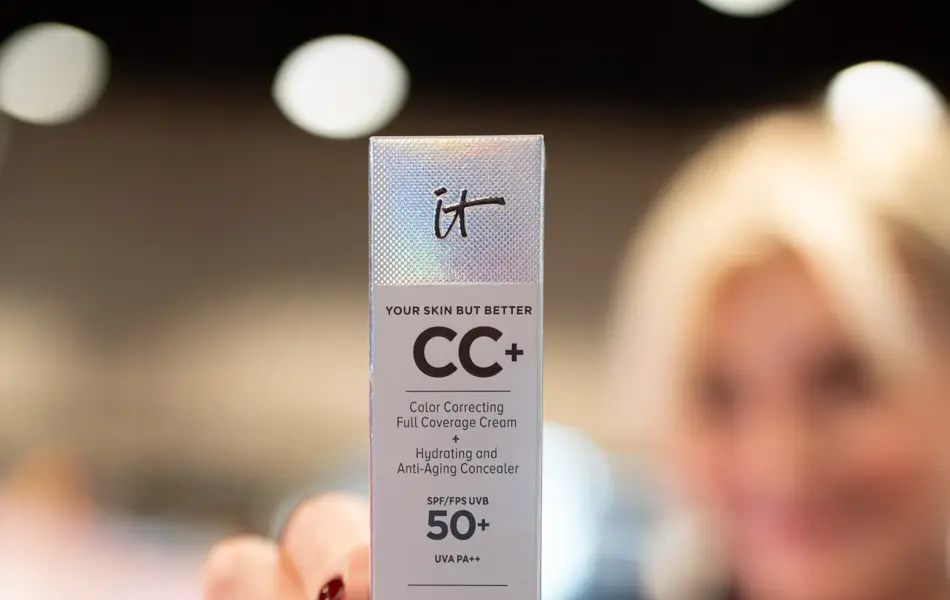 it
YOUR SKIN BUT BETTER
CC+
Color Correcting
Full Coverage Cream
+
Hydrating and
Anti-Aging Concealer
SPF/FPS UVB
50+
UVA PA++